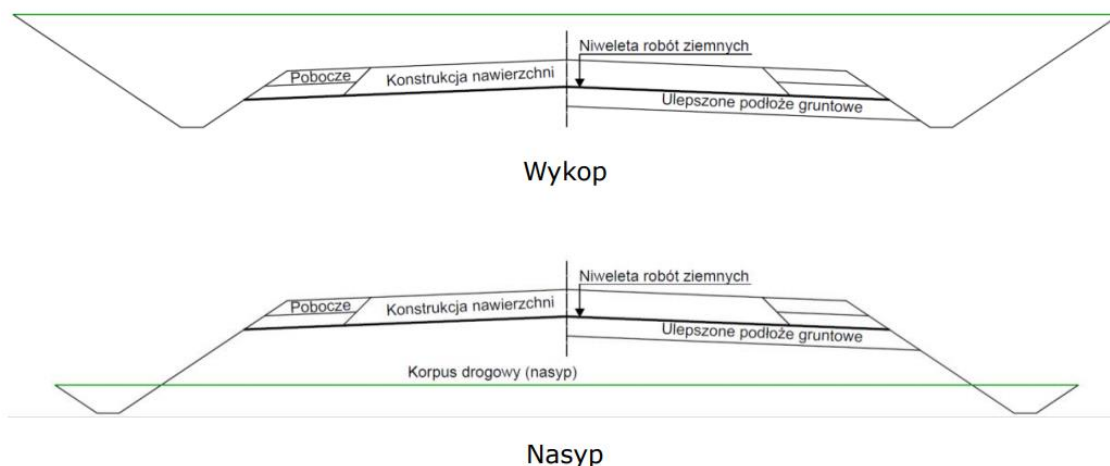 Niweleta robót ziemnych
Pobocze
Konstrukcja nawierzchni
Ulepszone podłoże gruntowe
Wykop
Niweleta robót ziemnych
Pobocze
Konstrukcja nawierzchni
Ulepszone podłoże gruntowe
Korpus drogowy (nasyp)
Nasyp